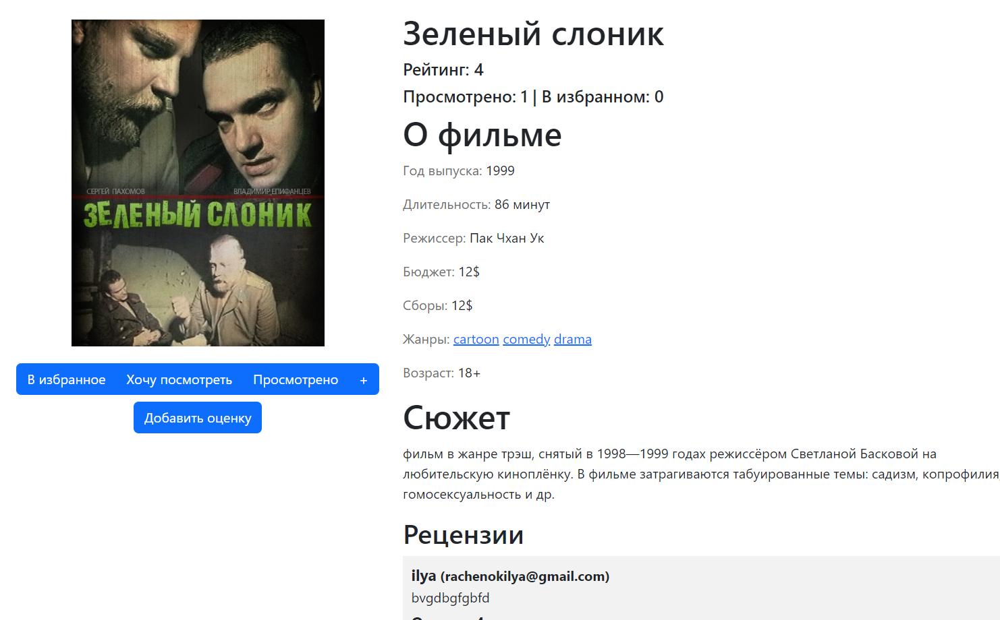 СЕРГЕЙ ПАХОМОВ
ВЛАДИМИР ЕПИФАНЦЕВ
ЗЕЛЕНЫЙ СЛОНИК
В избранное
Хочу посмотреть
Просмотрено
+
Добавить оценку
Зеленый слоник
Рейтинг: 4
Просмотрено: 1 | В избранном: 0
О фильме
Год выпуска: 1999
Длительность: 86 минут
Режиссер: Пак Чхан Ук
Бюджет: 12$
Сборы: 12$
Жанры: cartoon comedy drama
Возраст: 18+
Сюжет
фильм в жанре трэш, снятый в 1998—1999 годах режиссёром Светланой Басковой на
любительскую киноплёнку. В фильме затрагиваются табуированные темы: садизм, копрофилия,
гомосексуальность и др.
Рецензии
ilya (rachenokilya@gmail.com)
bvgdbgfgbfd